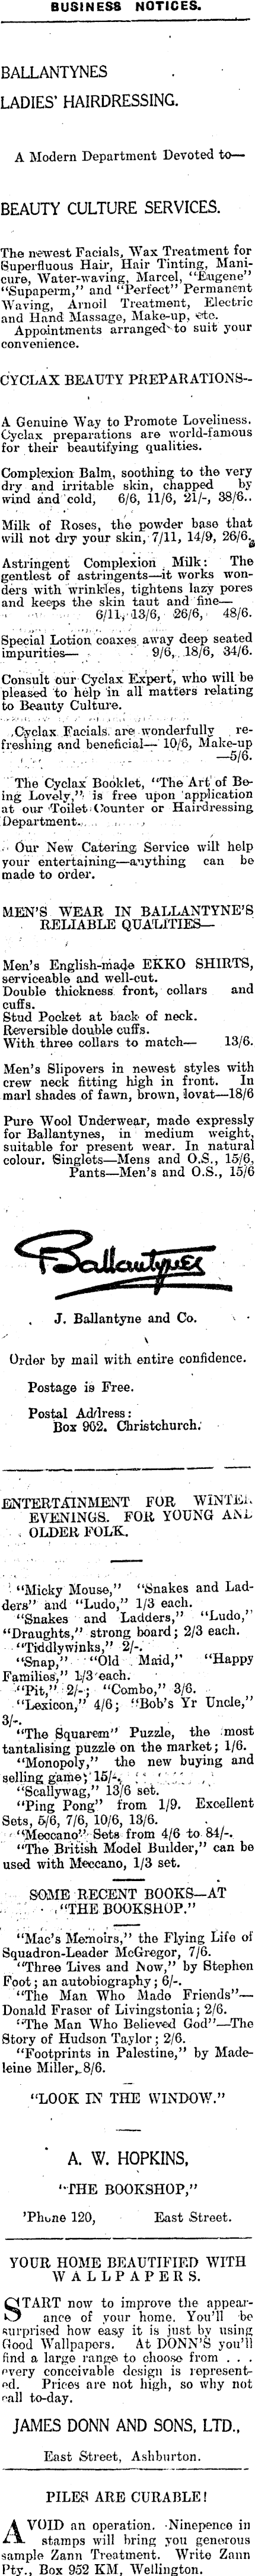 BUSINESS NOTICES.
BALLANTYNES
LADIES' HAIRDRESSING.
A Modern Department Devoted to—
BEAUTY CULTURE SERVICES.
The newest Facials, Wax Treatment for
Superfluous Hair, Hair Tinting, Mani-
cure, Water-waving, Marcel, "Eugene"
"Supaperm," and "Perfect" Permanent
Waving, Arnoil Treatment, Electric
and Hand Massage, Make-up, etc.
Appointments arranged to suit your
convenience.
CYCLAX BEAUTY PREPARATIONS—
A Genuine Way to Promote Loveliness.
Cyclax preparations are world-famous
for their beautifying qualities.
Complexion Balm, soothing to the very
dry and irritable skin, chapped by
wind and cold, 6/6, 11/6, 21/-, 38/6.
Milk of Roses, the powder base that
will not dry your skin, 7/11, 14/9, 26/6.
Astringent Complexion Milk: The
gentlest of astringents—it works won-
ders with wrinkles, tightens lazy pores
and keeps the skin taut and fine—
6/11, 13/6, 26/6, 48/6.
Special Lotion coaxes away deep seated
impurities— 9/6, 18/6, 34/6.
Consult our Cyclax Expert, who will be
pleased to help in all matters relating
to Beauty Culture.
Cyclax Facials are wonderfully re-
freshing and beneficial— 10/6, Make-up
—5/6.
The Cyclax Booklet, "The Art of Be-
ing Lovely," is free upon application
at our Toilet Counter or Hairdressing
Department.
Our New Catering Service will help
your entertaining—anything can be
made to order.
MEN'S WEAR IN BALLANTYNE'S
RELIABLE QUALITIES—
Men's English-made EKKO SHIRTS,
serviceable and well-cut.
Double thickness front, collars and
cuffs.
Stud Pocket at back of neck.
Reversible double cuffs.
With three collars to match— 13/6.
Men's Slipovers in newest styles with
crew neck fitting high in front. In
marl shades of fawn, brown, lovat—18/6
Pure Wool Underwear, made expressly
for Ballantynes, in medium weight,
suitable for present wear. In natural
colour. Singlets—Mens and O.S., 15/6,
Pants—Men's and O.S., 15/6
Ballantynes
J. Ballantyne and Co.
Order by mail with entire confidence.
Postage is Free.
Postal Address:
Box 962. Christchurch.
ENTERTAINMENT FOR WINTER
EVENINGS. FOR YOUNG AND
OLDER FOLK.
"Micky Mouse," "Snakes and Lad-
ders" and "Ludo," 1/3 each.
"Snakes and Ladders," "Ludo,"
"Draughts," strong board; 2/3 each.
"Tiddlywinks," 2/-.
"Snap," "Old Maid," "Happy
Families," 1/3 each.
"Pit," 2/-; "Combo," 3/6.
"Lexicon," 4/6; "Bob's Yr Uncle,"
3/-.
"The Squarem" Puzzle, the most
tantalising puzzle on the market; 1/6.
"Monopoly," the new buying and
selling game; 15/-.
"Scallywag," 13/6 set.
"Ping Pong" from 1/9. Excellent
Sets, 5/6, 7/6, 10/6, 13/6.
"Meccano" Sets from 4/6 to 84/-.
"The British Model Builder," can be
used with Meccano, 1/3 set.
SOME RECENT BOOKS—AT
"THE BOOKSHOP."
"Mac's Memoirs," the Flying Life of
Squadron-Leader McGregor, 7/6.
"Three Lives and Now," by Stephen
Foot; an autobiography; 6/-.
"The Man Who Made Friends"—
Donald Fraser of Livingstonia; 2/6.
"The Man Who Believed God"—The
Story of Hudson Taylor; 2/6.
"Footprints in Palestine," by Made-
leine Miller, 8/6.
"LOOK IN THE WINDOW."
A. W. HOPKINS,
"THE BOOKSHOP,"
'Phone 120, East Street.
YOUR HOME BEAUTIFIED WITH
WALLPAPERS.
START now to improve the appear-
ance of your home. You'll be
surprised how easy it is just by using
Good Wallpapers. At DONN'S you'll
find a large range to choose from . . .
every conceivable design is represent-
ed. Prices are not high, so why not
call to-day.
JAMES DONN AND SONS, LTD.,
East Street, Ashburton.
PILES ARE CURABLE!
AVOID an operation. Ninepence in
stamps will bring you generous
sample Zann Treatment. Write Zann
Pty., Box 952 KM, Wellington.